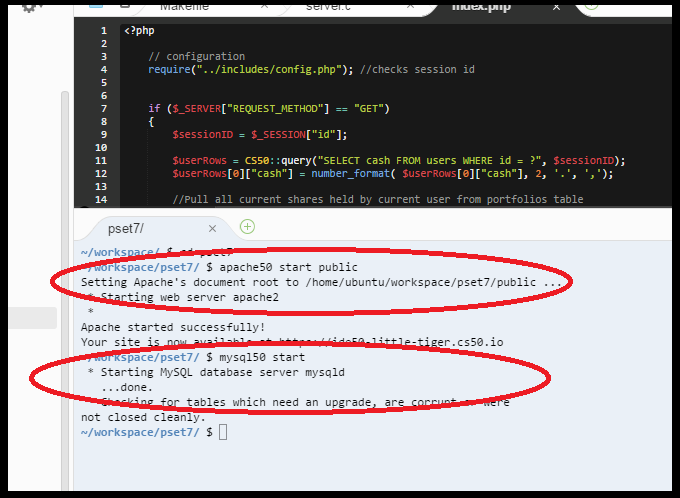 Makefile
server.c
index.php
1 <?php
2
3 // configuration
4 require("../includes/config.php"); //checks session id
5
6
7 if ($_SERVER["REQUEST_METHOD"] == "GET")
8 {
9 $sessionID = $_SESSION["id"];
10
11 $userRows = CS50::query("SELECT cash FROM users WHERE id = ?", $sessionID);
12 $userRows[0]["cash"] = number_format( $userRows[0]["cash"], 2, '.', ',');
13
14 //Pull all current shares held by current user from portfolios table
pset7/
~/workspace/ $ cd pset7
~/workspace/pset7/ $ apache50 start public
Setting Apache's document root to /home/ubuntu/workspace/pset7/public ...
* Starting web server apache2
*
Apache started successfully!
Your site is now available at https://ide50-little-tiger.cs50.io
~/workspace/pset7/ $ mysql50 start
* Starting MySQL database server mysqld
...done.
* Checking for tables which need an upgrade, are corrupt or were
not closed cleanly.
~/workspace/pset7/ $